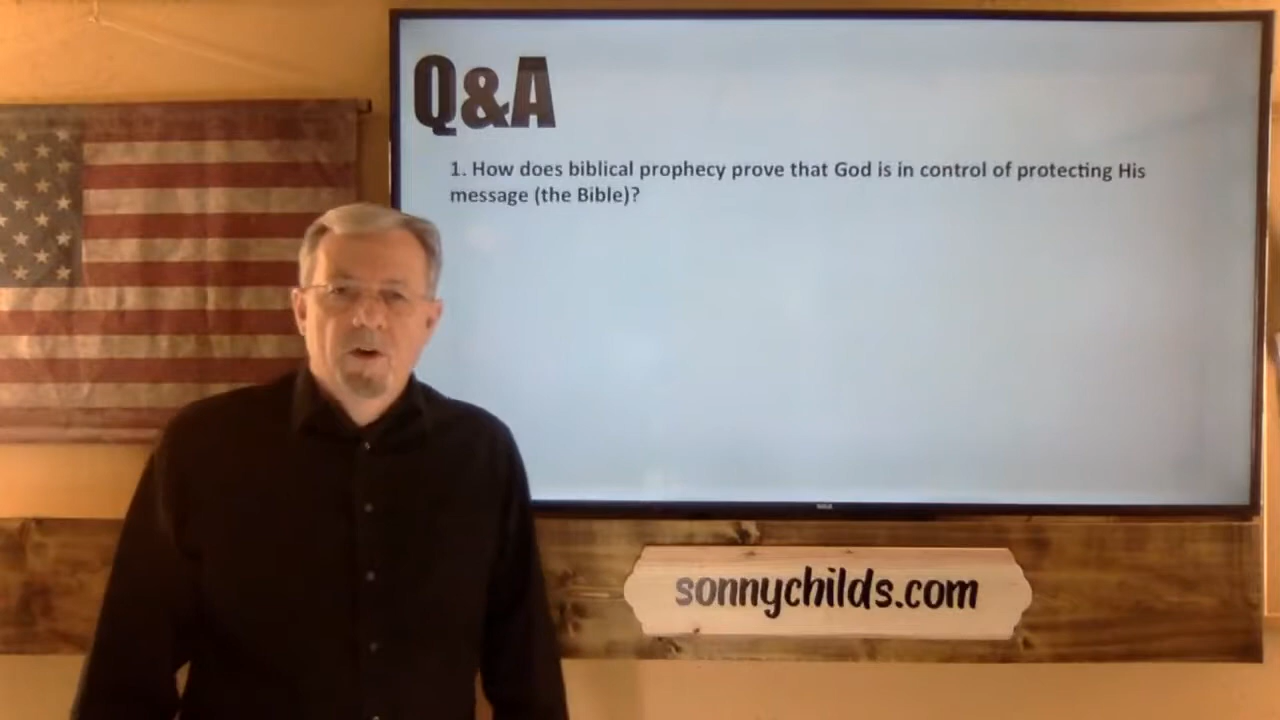 Q&A
1. How does biblical prophecy prove that God is in control of protecting His
message (the Bible)?
sonnychilds.com